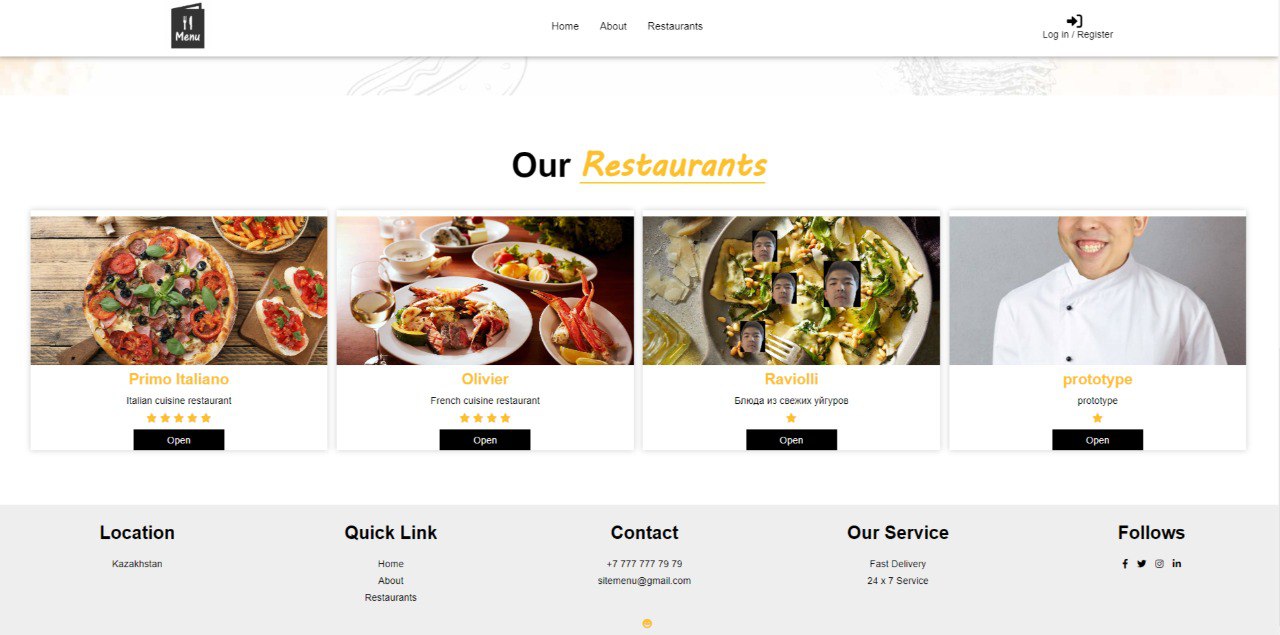 Menu
Home About Restaurants
Log in / Register
Our Restaurants
Primo Italiano
Italian cuisine restaurant
Open
Olivier
French cuisine restaurant
Open
Raviolli
Блюда из свежих уйгуров
Open
prototype
prototype
Open
Location
Kazakhstan
Quick Link
Home
About
Restaurants
Contact
+7 777 777 79 79
sitemenu@gmail.com
Our Service
Fast Delivery
24 x 7 Service
Follows